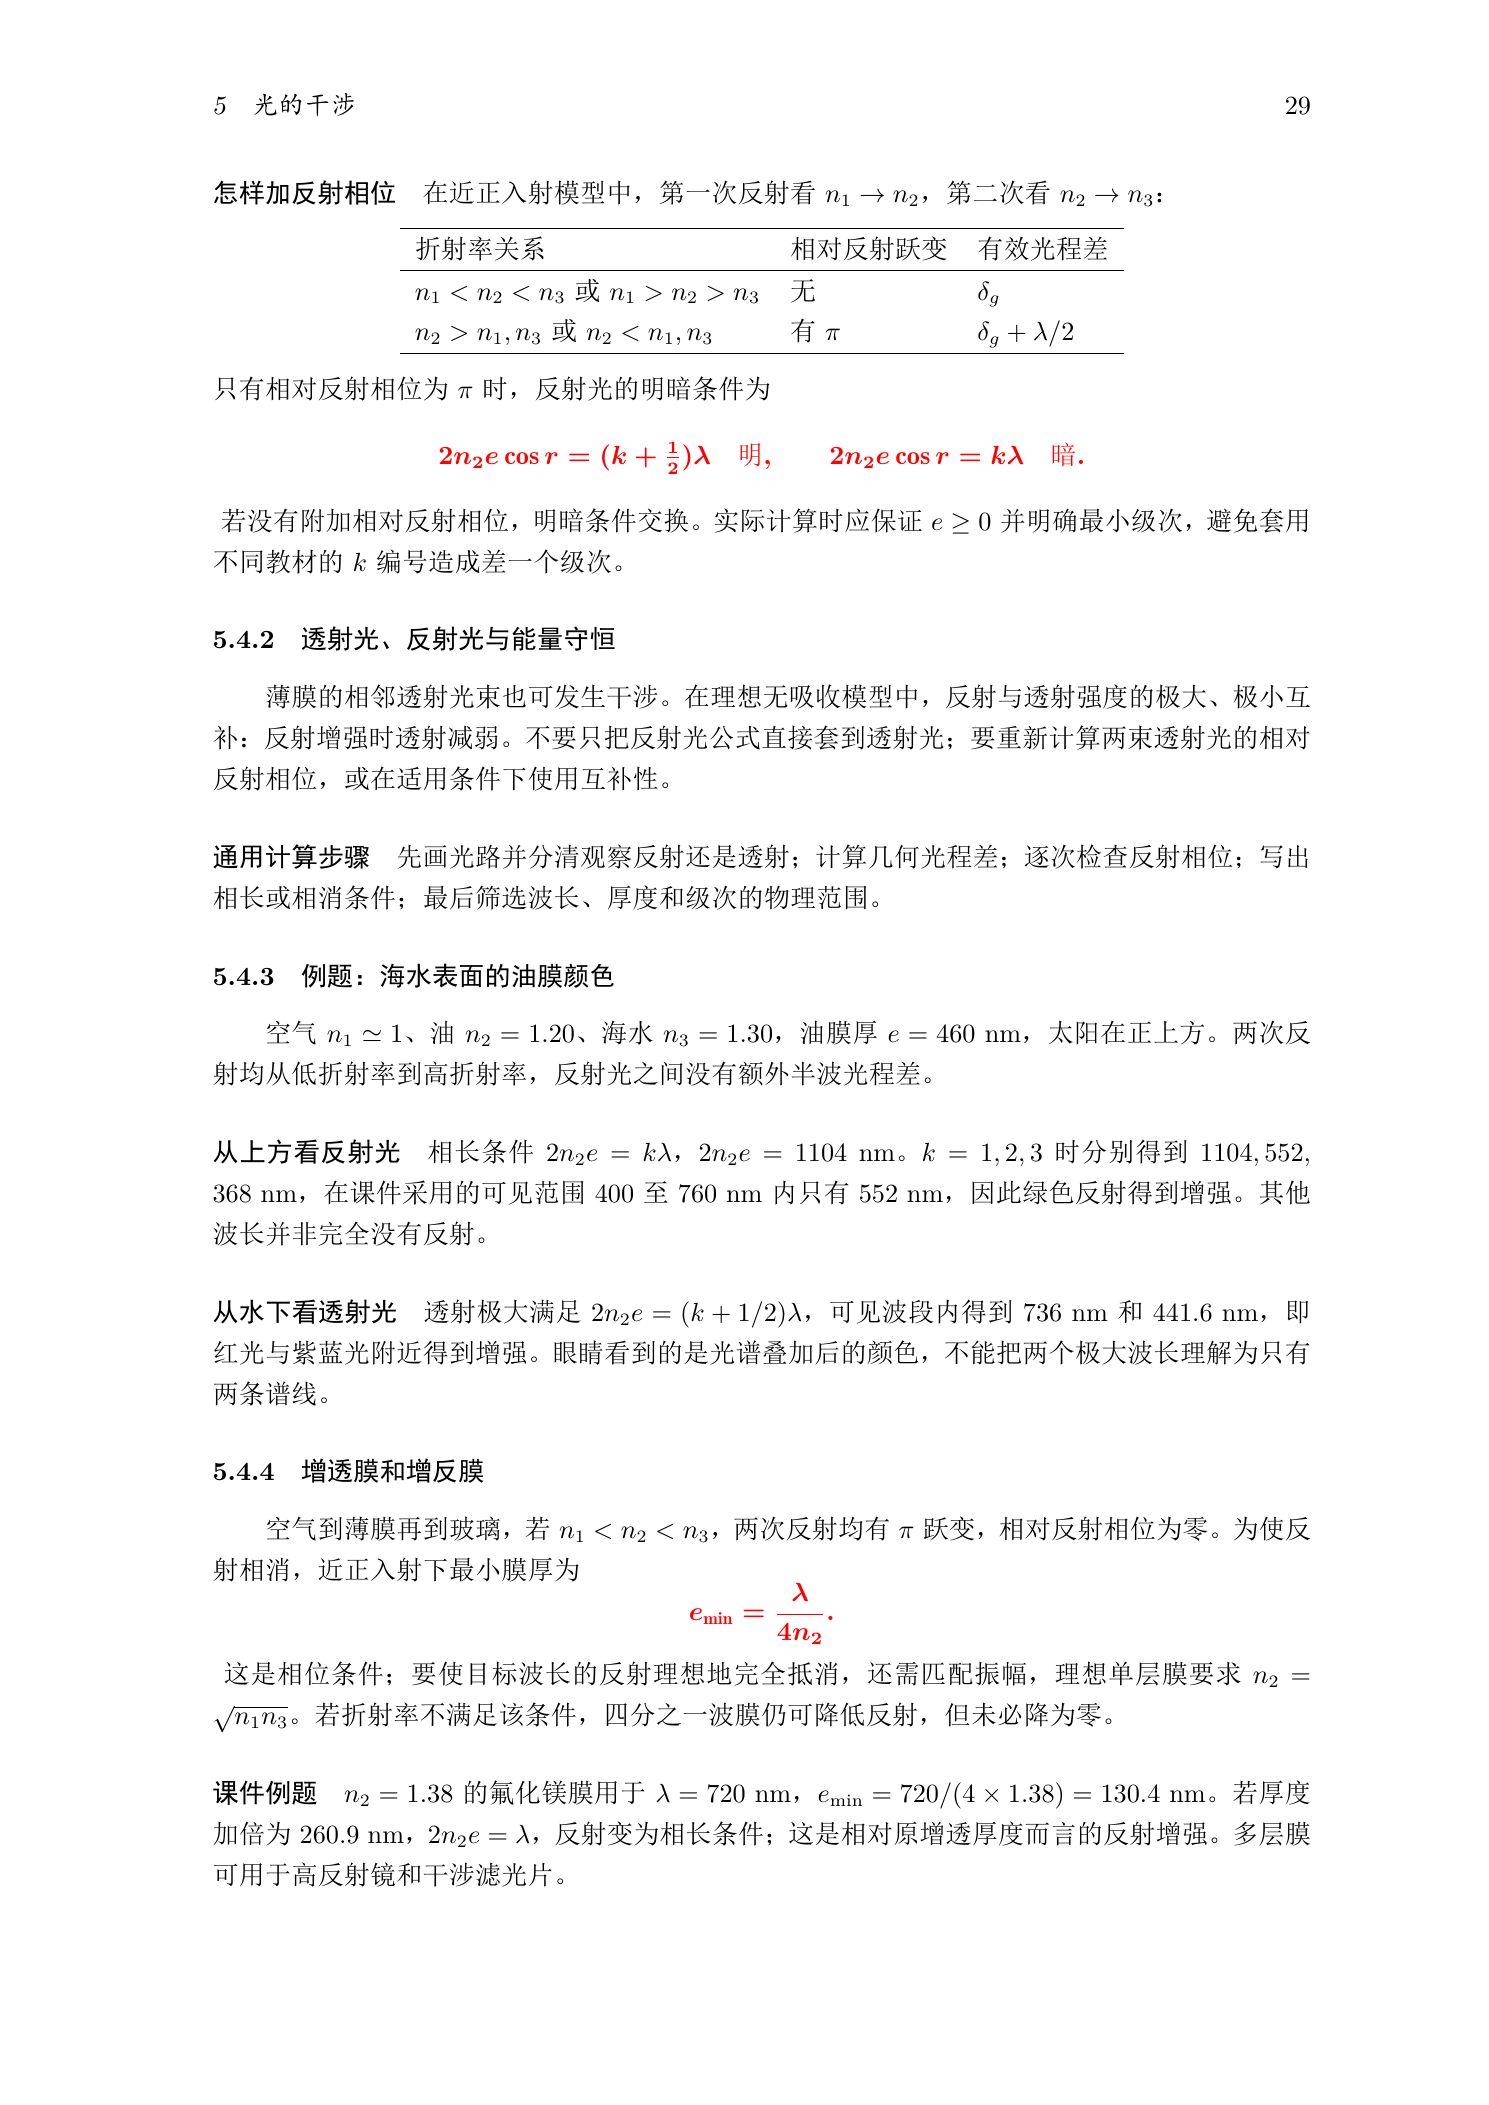 5 光的干涉 29
怎样加反射相位 在近正入射模型中，第一次反射看 n₁ → n₂，第二次看 n₂ → n₃：
折射率关系 相对反射跃变 有效光程差
n₁ < n₂ < n₃ 或 n₁ > n₂ > n₃ 无 δ_g
n₂ > n₁, n₃ 或 n₂ < n₁, n₃ 有 π δ_g + λ/2
只有相对反射相位为 π 时，反射光的明暗条件为
2n₂e cos r = (k + 1/2)λ 明, 2n₂e cos r = kλ 暗.
若没有附加相对反射相位，明暗条件交换。实际计算时应保证 e ≥ 0 并明确最小级次，避免套用
不同教材的 k 编号造成差一个级次。
5.4.2 透射光、反射光与能量守恒
薄膜的相邻透射光束也可发生干涉。在理想无吸收模型中，反射与透射强度的极大、极小互
补：反射增强时透射减弱。不要只把反射光公式直接套到透射光；要重新计算两束透射光的相对
反射相位，或在适用条件下使用互补性。
通用计算步骤 先画光路并分清观察反射还是透射；计算几何光程差；逐次检查反射相位；写出
相长或相消条件；最后筛选波长、厚度和级次的物理范围。
5.4.3 例题：海水表面的油膜颜色
空气 n₁ ≃ 1、油 n₂ = 1.20、海水 n₃ = 1.30，油膜厚 e = 460 nm，太阳在正上方。两次反
射均从低折射率到高折射率，反射光之间没有额外半波光程差。
从上方看反射光 相长条件 2n₂e = kλ，2n₂e = 1104 nm。k = 1, 2, 3 时分别得到 1104, 552,
368 nm，在课件采用的可见范围 400 至 760 nm 内只有 552 nm，因此绿色反射得到增强。其他
波长并非完全没有反射。
从水下看透射光 透射极大满足 2n₂e = (k + 1/2)λ，可见波段内得到 736 nm 和 441.6 nm，即
红光与紫蓝光附近得到增强。眼睛看到的是光谱叠加后的颜色，不能把两个极大波长理解为只有
两条谱线。
5.4.4 增透膜和增反膜
空气到薄膜再到玻璃，若 n₁ < n₂ < n₃，两次反射均有 π 跃变，相对反射相位为零。为使反
射相消，近正入射下最小膜厚为
e_min = λ/4n₂.
这是相位条件；要使目标波长的反射理想地完全抵消，还需匹配振幅，理想单层膜要求 n₂ =
√n₁n₃。若折射率不满足该条件，四分之一波膜仍可降低反射，但未必降为零。
课件例题 n₂ = 1.38 的氟化镁膜用于 λ = 720 nm，e_min = 720/(4 × 1.38) = 130.4 nm。若厚度
加倍为 260.9 nm，2n₂e = λ，反射变为相长条件；这是相对原增透厚度而言的反射增强。多层膜
可用于高反射镜和干涉滤光片。